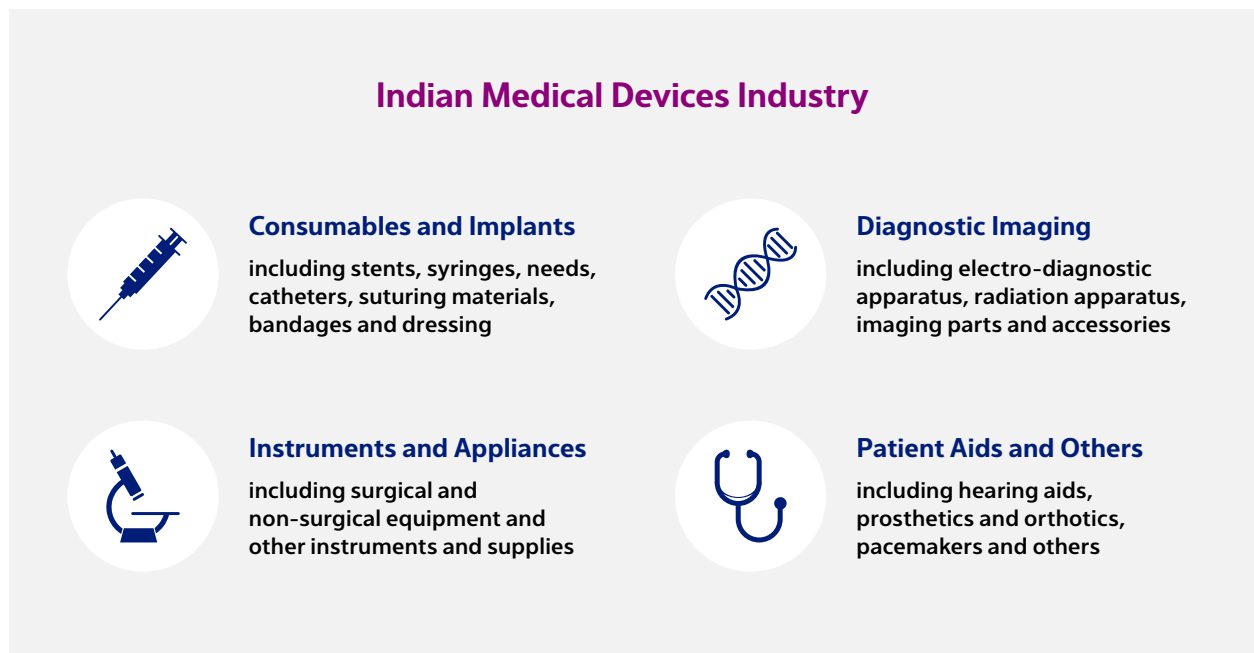 Indian Medical Devices Industry
Consumables and Implants
including stents, syringes, needs,
catheters, suturing materials,
bandages and dressing
Diagnostic Imaging
including electro-diagnostic
apparatus, radiation apparatus,
imaging parts and accessories
Instruments and Appliances
including surgical and
non-surgical equipment and
other instruments and supplies
Patient Aids and Others
including hearing aids,
prosthetics and orthotics,
pacemakers and others